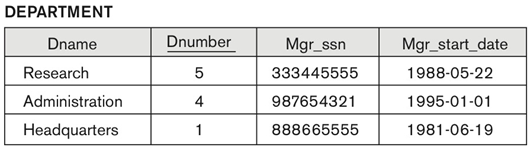 DEPARTMENT
Dname Dnumber Mgr_ssn Mgr_start_date
Research 5 333445555 1988-05-22
Administration 4 987654321 1995-01-01
Headquarters 1 888665555 1981-06-19